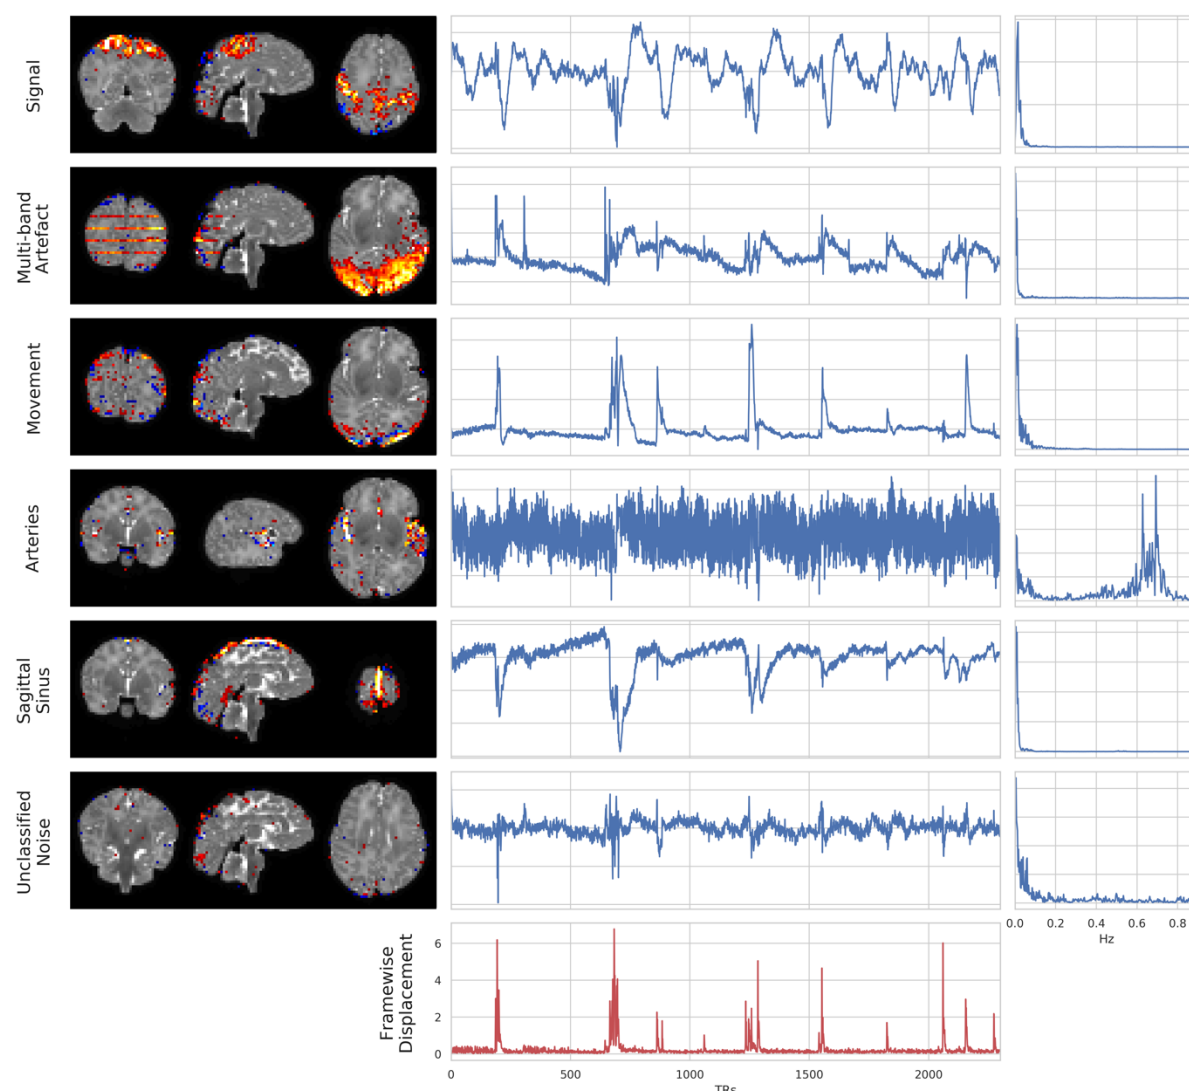 Signal
Multi-band
Artefact
Movement
Arteries
Sagittal
Sinus
Unclassified
Noise
0.0 0.2 0.4 0.6 0.8
Hz
Framewise
Displacement
6
4
2
0
0 500 1000 1500 2000
TRs